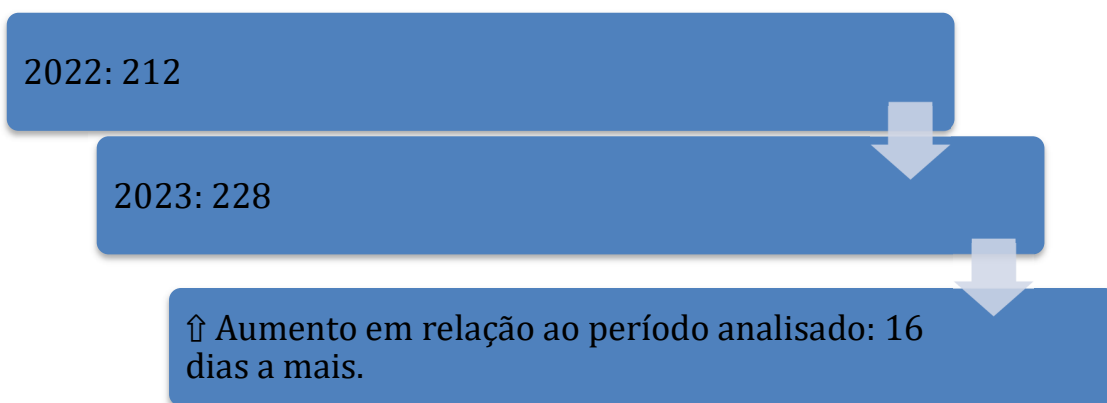 2022: 212
2023: 228
⇧ Aumento em relação ao período analisado: 16
dias a mais.